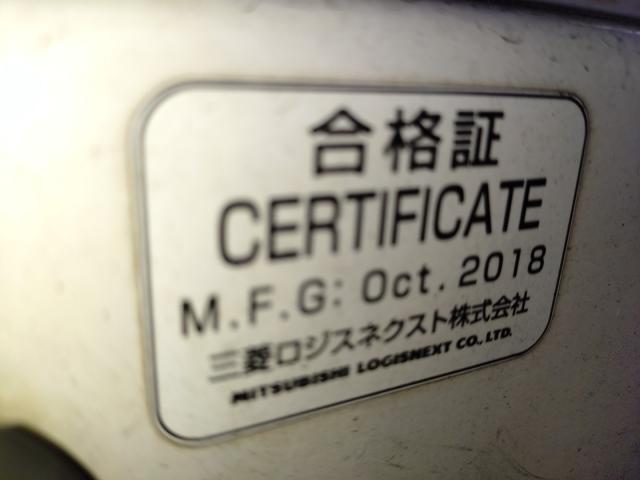 合格証
CERTIFICATE
M.F.G: Oct. 2018
三菱ロジスネクスト株式会社
MITSUBISHI LOGISNEXT CO., LTD.